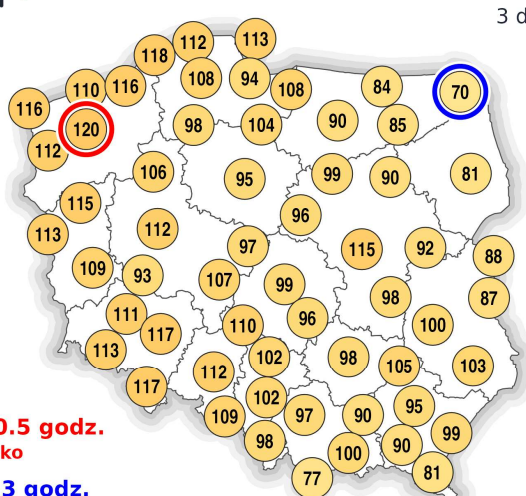 3 d
112 113
118
108 94 108 84 70
110 116
116
120 98 104 90 85
112
106 95 99 90 81
115 96
113 112 97 115 92 88
109 93 107 99 98 87
111 110 96 100
117
113 102 98 105 103
117 112
102 97 90 95
109 98 100 90 99
77 81
0.5 godz.
ko
3 godz.